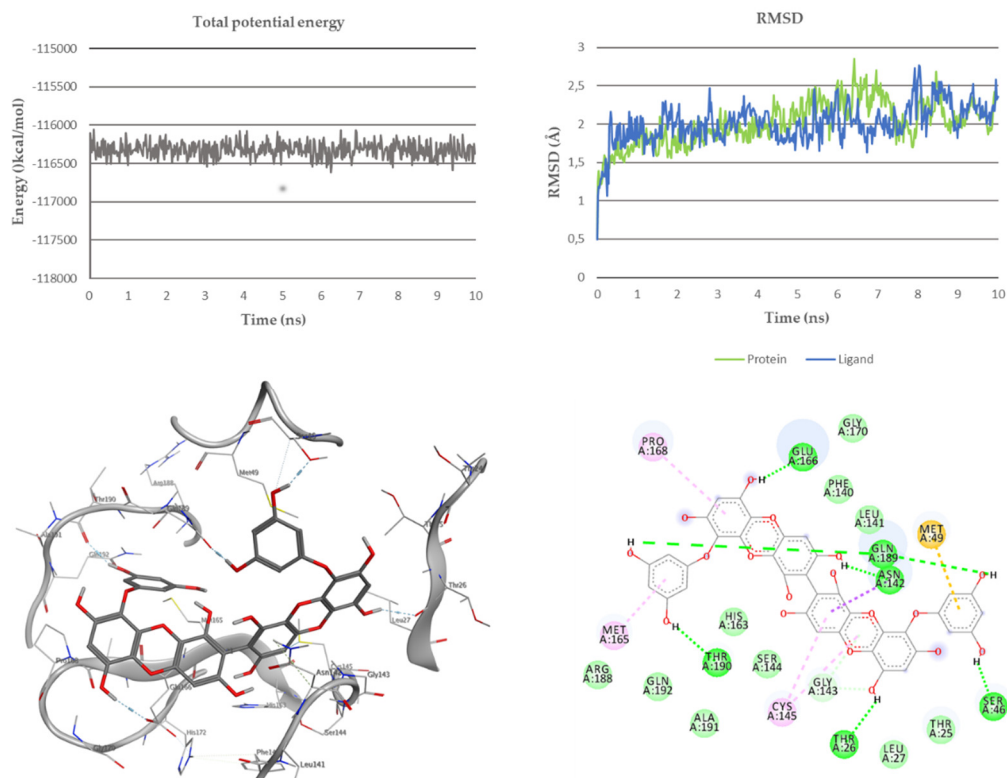 Total potential energy
Energy ()kcal/mol)
-115000
-115500
-116000
-116500
-117000
-117500
-118000
0 1 2 3 4 5 6 7 8 9 10
Time (ns)
RMSD
RMSD (Å)
3
2,5
2
1,5
1
0,5
0
0 1 2 3 4 5 6 7 8 9 10
Time (ns)
Protein Ligand
Met49
Arg188
Thr190
Thr26
Leu27
Gly143
Ser144
His172
Leu141
GLY
A:170
PRO
A:168
GLU
A:166
H
PHE
A:140
LEU
A:141
MET
A:49
GLN
A:189
ASN
A:142
H
H
H
MET
A:165
HIS
A:163
H
THR
A:190
SER
A:144
ARG
A:188
GLN
A:192
GLY
A:143
H
H
SER
A:46
CYS
A:145
ALA
A:191
THR
A:25
THR
A:26
LEU
A:27